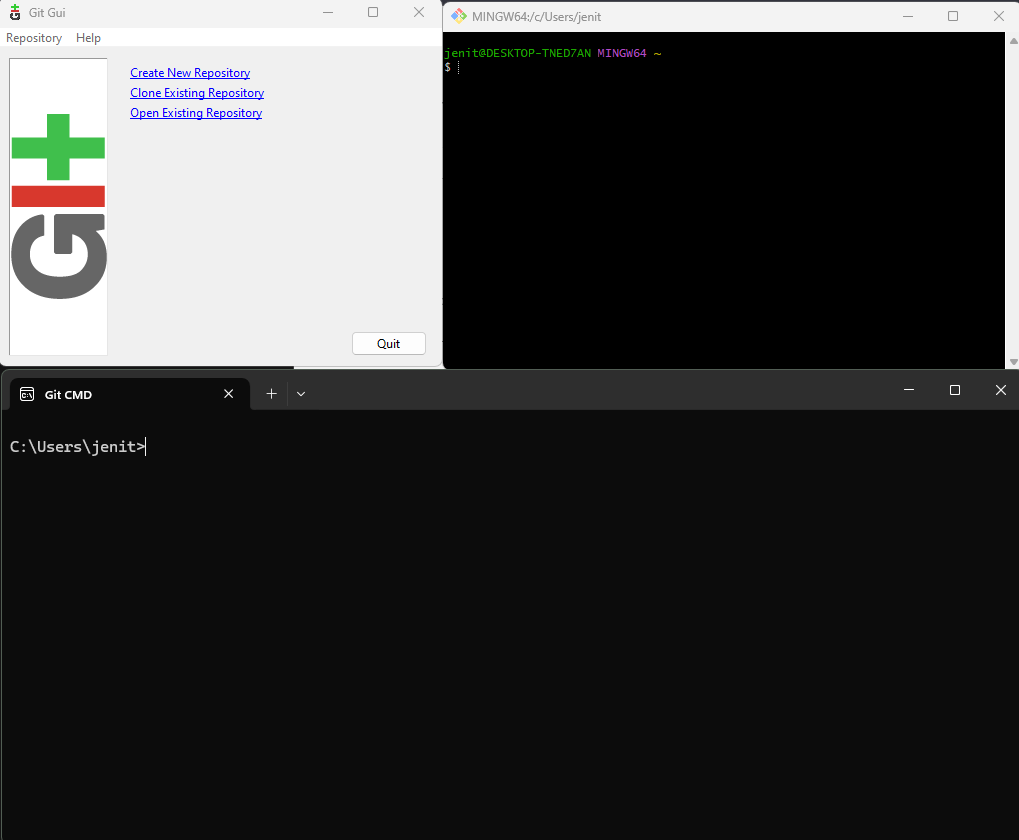 Git Gui
Repository Help
Create New Repository
Clone Existing Repository
Open Existing Repository
Git
Quit
MINGW64:/c/Users/jenit
jenit@DESKTOP-TNED7AN MINGW64 ~
$
Git CMD
C:\Users\jenit>